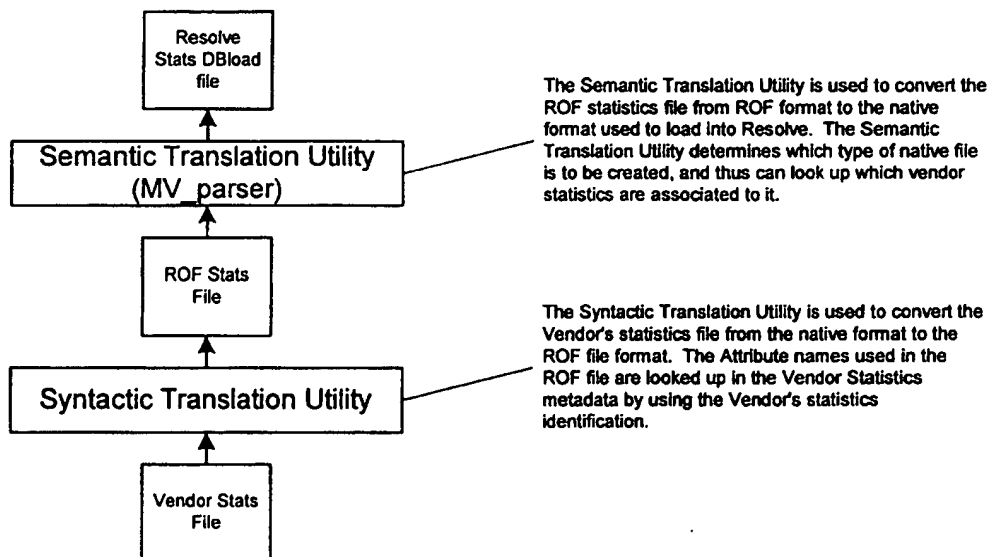 Resolve
Stats DBload
file
The Semantic Translation Utility is used to convert the
ROF statistics file from ROF format to the native
format used to load into Resolve. The Semantic
Translation Utility determines which type of native file
is to be created, and thus can look up which vendor
statistics are associated to it.
Semantic Translation Utility
(MV_parser)
ROF Stats
File
The Syntactic Translation Utility is used to convert the
Vendor's statistics file from the native format to the
ROF file format. The Attribute names used in the
ROF file are looked up in the Vendor Statistics
metadata by using the Vendor's statistics
identification.
Syntactic Translation Utility
Vendor Stats
File